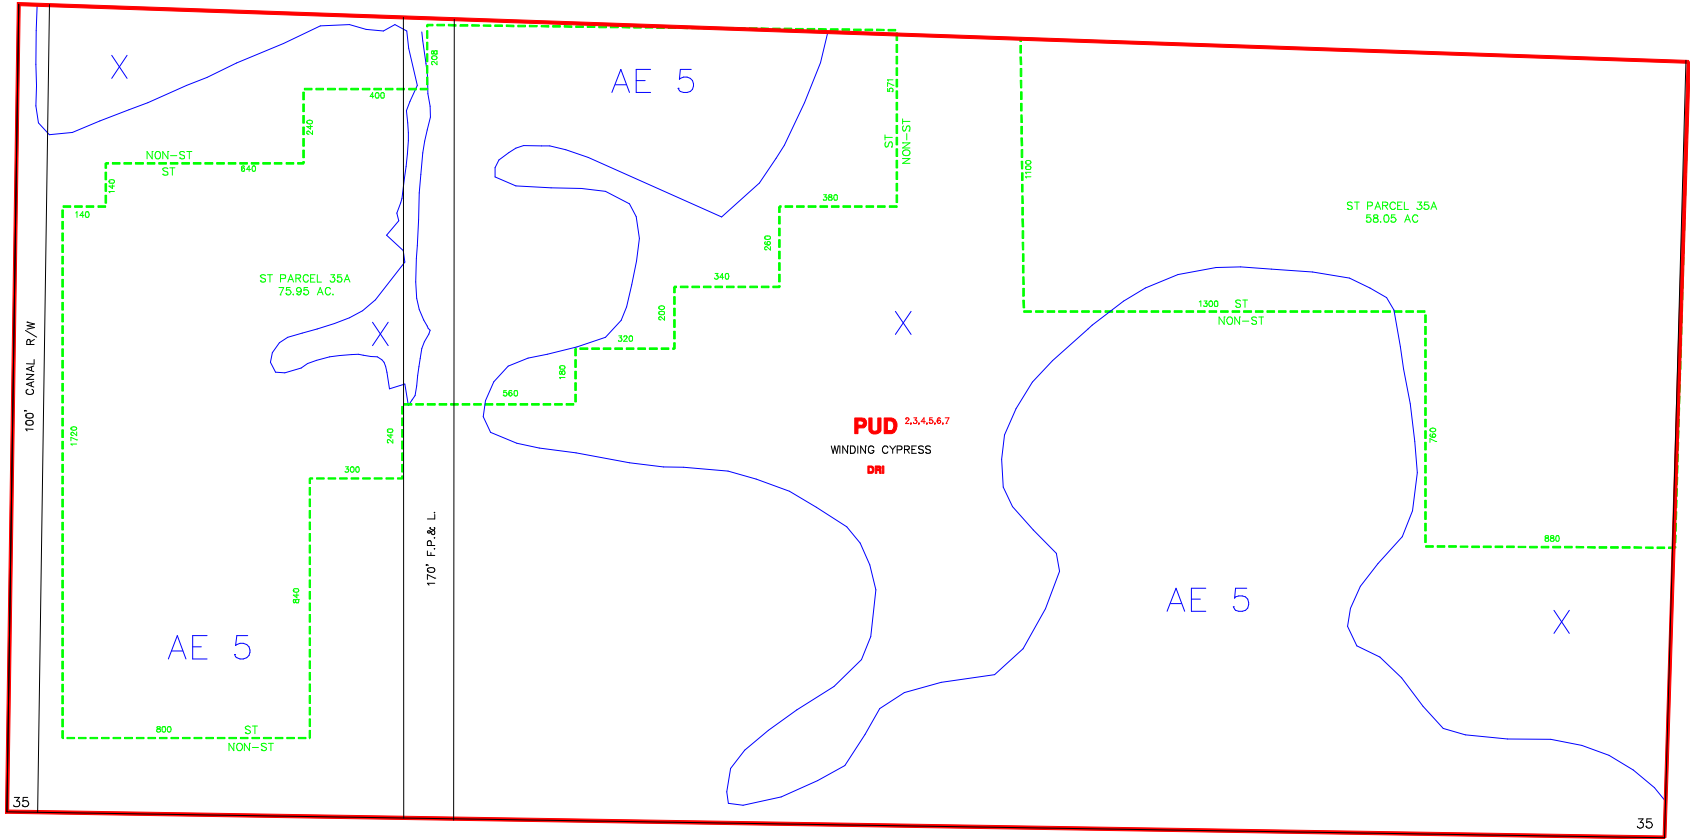 X
AE 5
208
400
240
571
NON-ST
ST
640
ST
NON-ST
140
140
1100
380
ST PARCEL 35A
58.05 AC
260
ST PARCEL 35A
75.95 AC.
340
1300 ST
NON-ST
200
X
X
320
100' CANAL R/W
180
560
PUD 2,3,4,5,6,7
WINDING CYPRESS
DRI
1720
240
760
300
170' F.P.& L.
880
840
AE 5
X
AE 5
800
ST
NON-ST
35
35